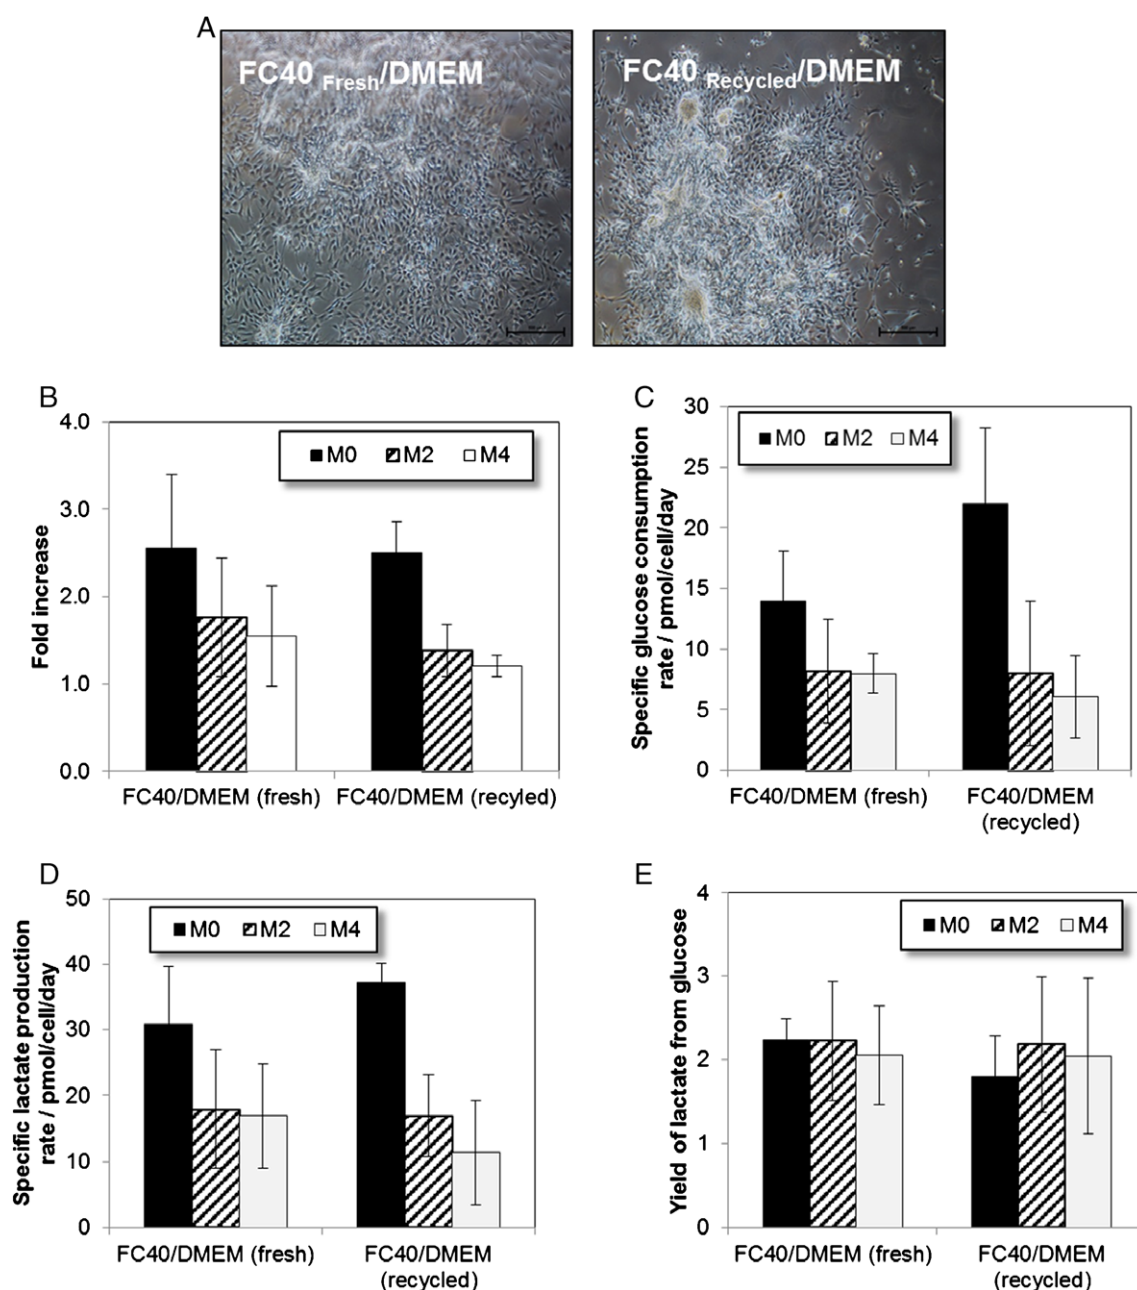 A
FC40 Fresh/DMEM
FC40 Recycled/DMEM
B
Fold increase
4.0
3.0
2.0
1.0
0.0
M0 M2 M4
FC40/DMEM (fresh) FC40/DMEM (recyled)
C
Specific glucose consumption
rate / pmol/cell/day
30
25
20
15
10
5
0
M0 M2 M4
FC40/DMEM (fresh) FC40/DMEM
(recycled)
D
Specific lactate production
rate / pmol/cell/day
50
40
30
20
10
0
M0 M2 M4
FC40/DMEM (fresh) FC40/DMEM
(recycled)
E
Yield of lactate from glucose
4
3
2
1
0
M0 M2 M4
FC40/DMEM (fresh) FC40/DMEM
(recycled)